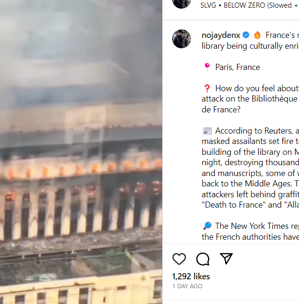 SLVG • BELOW ZERO (Slowed +
nojaydenx 🔥 France's
library being culturally
📍 Paris, France
❓ How do you feel about
attack on the Bibliothèque
de France?
📰 According to Reuters, a
masked assailants set fire
building of the library on M
night, destroying
and manuscripts, some of
back to the Middle Ages. T
attackers left behind
"Death to France" and
🔎 The New York Times
the French authorities have
1,292 likes
1 DAY AGO